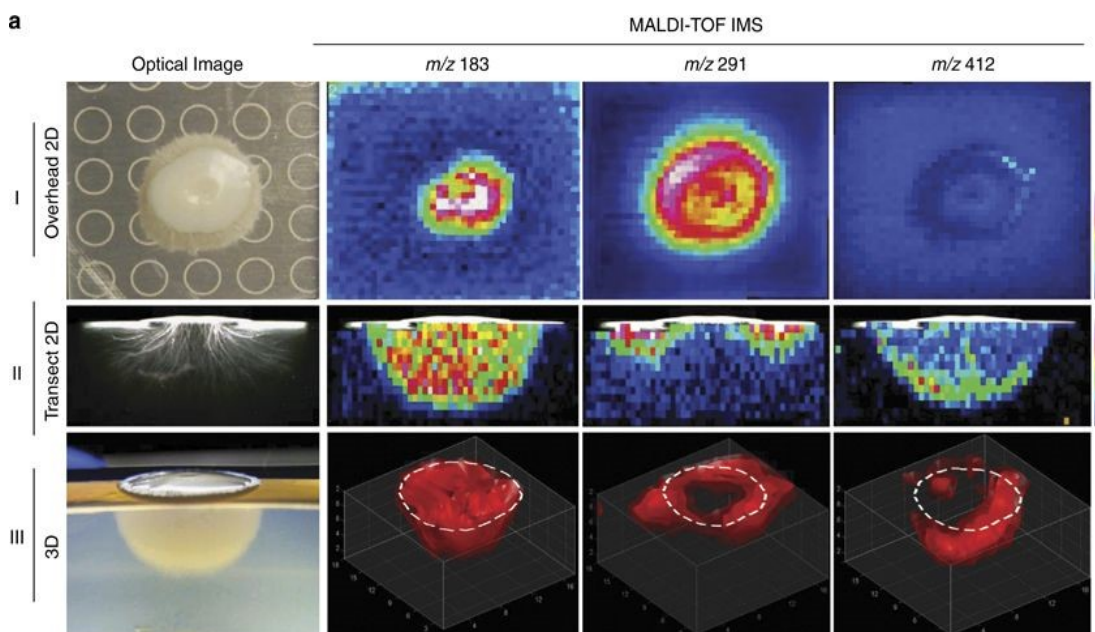 a
MALDI-TOF IMS
Optical Image
m/z 183
m/z 291
m/z 412
I
Overhead 2D
II
Transect 2D
III
3D